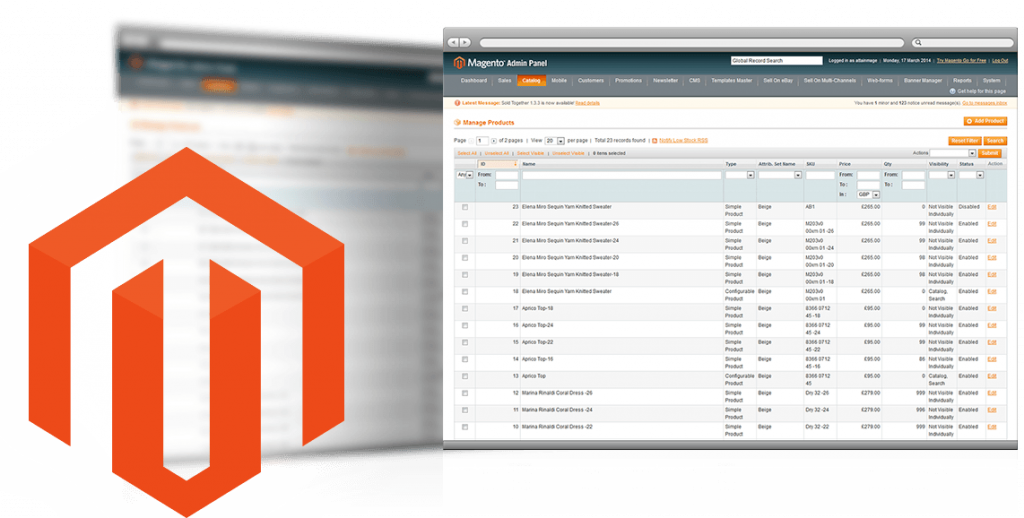 Magento Admin Panel
Global Record Search
Logged in as attainimage | Monday, 17 March 2014 | Try Magento Go for Free | Log Out
Dashboard Sales Catalog Mobile Customers Promotions Newsletter CMS Templates Master Sell On eBay Sell On Multi-Channels Web-forms Banner Manager Reports System
Get help for this page
Latest Message: Sold Together 1.3.3 is now available! Read details
You have 1 minor and 123 notice unread message(s). Go to messages inbox
Manage Products
Add Product
Page 1 of 2 pages | View 20 per page | Total 23 records found | Notify Low Stock RSS
Reset Filter Search
Select All | Unselect All | Select Visible | Unselect Visible | 0 items selected
Actions Submit
ID Name Type Attrib. Set Name SKU Price Qty Visibility Status Action
Any From: From: From:
To : To : To :
In : GBP
23 Elena Miro Sequin Yarn Knitted Sweater Simple Product Beige AB1 £265.00 0 Not Visible Individually Disabled Edit
22 Elena Miro Sequin Yarn Knitted Sweater-26 Simple Product Beige M203v0 00xm 01 -26 £265.00 99 Not Visible Individually Enabled Edit
21 Elena Miro Sequin Yarn Knitted Sweater-24 Simple Product Beige M203v0 00xm 01 -24 £265.00 99 Not Visible Individually Enabled Edit
20 Elena Miro Sequin Yarn Knitted Sweater-20 Simple Product Beige M203v0 00xm 01 -20 £265.00 98 Not Visible Individually Enabled Edit
19 Elena Miro Sequin Yarn Knitted Sweater-18 Simple Product Beige M203v0 00xm 01 -18 £265.00 98 Not Visible Individually Enabled Edit
18 Elena Miro Sequin Yarn Knitted Sweater Configurable Product Beige M203v0 00xm 01 £265.00 0 Catalog, Search Enabled Edit
17 Aprico Top-18 Simple Product Beige 8366 0712 45 -18 £95.00 0 Not Visible Individually Enabled Edit
16 Aprico Top-24 Simple Product Beige 8366 0712 45 -24 £95.00 99 Not Visible Individually Enabled Edit
15 Aprico Top-22 Simple Product Beige 8366 0712 45 -22 £95.00 99 Not Visible Individually Enabled Edit
14 Aprico Top-16 Simple Product Beige 8366 0712 45 -16 £95.00 86 Not Visible Individually Enabled Edit
13 Aprico Top Configurable Product Beige 8366 0712 45 £95.00 0 Catalog, Search Enabled Edit
12 Marina Rinaldi Coral Dress -26 Simple Product Beige Dry 32 -26 £279.00 999 Not Visible Individually Enabled Edit
11 Marina Rinaldi Coral Dress -24 Simple Product Beige Dry 32 -24 £279.00 996 Not Visible Individually Enabled Edit
10 Marina Rinaldi Coral Dress -22 Simple Product Beige Dry 32 -22 £279.00 999 Not Visible Individually Enabled Edit